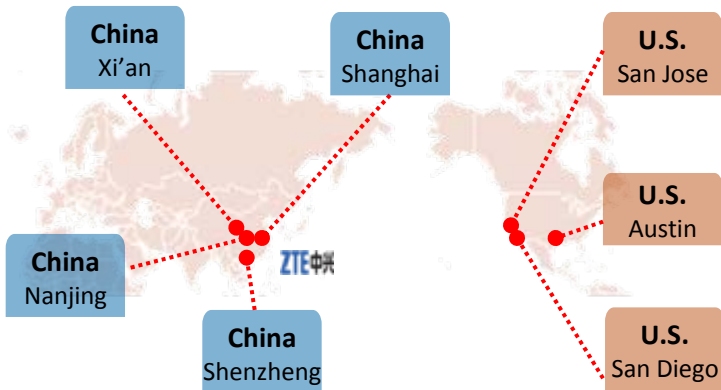 China
Xi’an
China
Shanghai
U.S.
San Jose
U.S.
Austin
China
Nanjing
ZTE中兴
China
Shenzheng
U.S.
San Diego